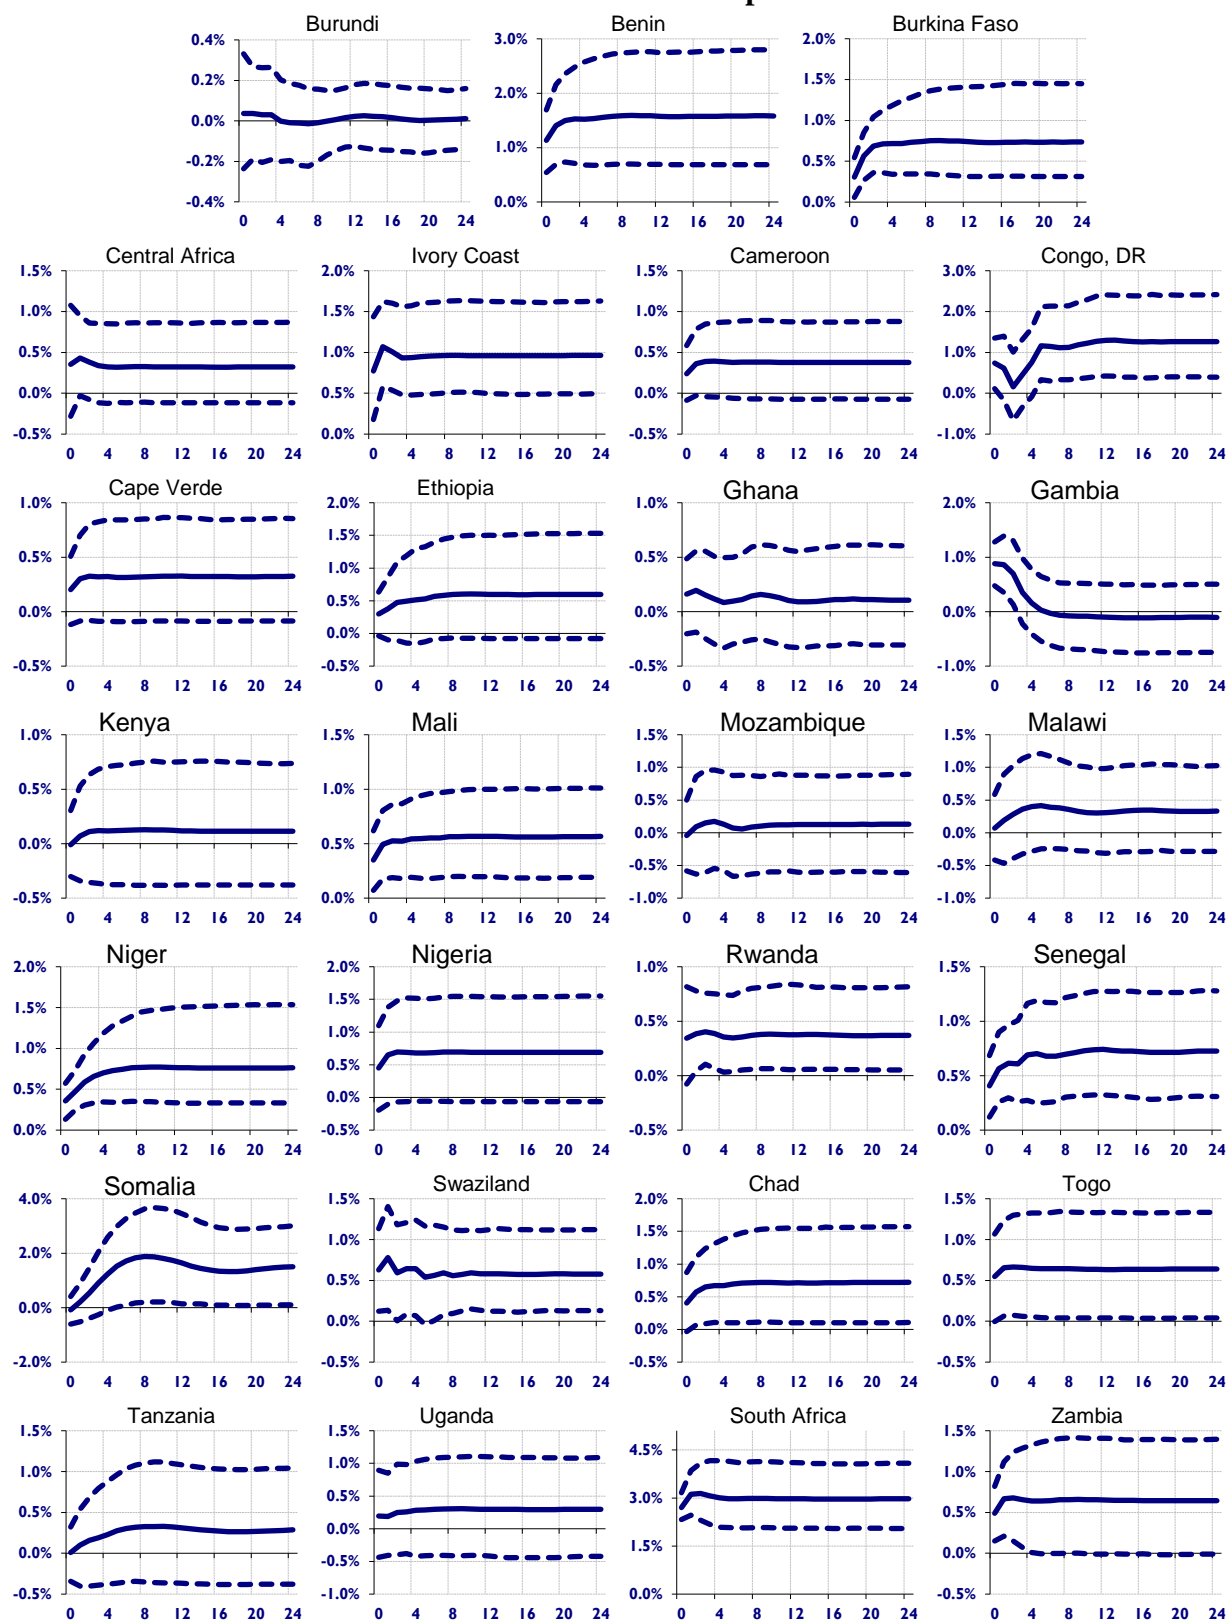 Burundi
0.4%
0.2%
0.0%
-0.2%
-0.4%
0 4 8 12 16 20 24
Benin
3.0%
2.0%
1.0%
0.0%
0 4 8 12 16 20 24
Burkina Faso
2.0%
1.5%
1.0%
0.5%
0.0%
0 4 8 12 16 20 24
Central Africa
1.5%
1.0%
0.5%
0.0%
-0.5%
0 4 8 12 16 20 24
Ivory Coast
2.0%
1.5%
1.0%
0.5%
0.0%
0 4 8 12 16 20 24
Cameroon
1.5%
1.0%
0.5%
0.0%
-0.5%
0 4 8 12 16 20 24
Congo, DR
3.0%
2.0%
1.0%
0.0%
-1.0%
0 4 8 12 16 20 24
Cape Verde
1.0%
0.5%
0.0%
-0.5%
0 4 8 12 16 20 24
Ethiopia
2.0%
1.5%
1.0%
0.5%
0.0%
-0.5%
0 4 8 12 16 20 24
Ghana
1.0%
0.5%
0.0%
-0.5%
0 4 8 12 16 20 24
Gambia
2.0%
1.0%
0.0%
-1.0%
0 4 8 12 16 20 24
Kenya
1.0%
0.5%
0.0%
-0.5%
0 4 8 12 16 20 24
Mali
1.5%
1.0%
0.5%
0.0%
0 4 8 12 16 20 24
Mozambique
1.5%
1.0%
0.5%
0.0%
-0.5%
-1.0%
0 4 8 12 16 20 24
Malawi
1.5%
1.0%
0.5%
0.0%
-0.5%
-1.0%
0 4 8 12 16 20 24
Niger
2.0%
1.5%
1.0%
0.5%
0.0%
0 4 8 12 16 20 24
Nigeria
2.0%
1.5%
1.0%
0.5%
0.0%
-0.5%
0 4 8 12 16 20 24
Rwanda
1.0%
0.5%
0.0%
-0.5%
0 4 8 12 16 20 24
Senegal
1.5%
1.0%
0.5%
0.0%
0 4 8 12 16 20 24
Somalia
4.0%
2.0%
0.0%
-2.0%
0 4 8 12 16 20 24
Swaziland
1.5%
1.0%
0.5%
0.0%
-0.5%
0 4 8 12 16 20 24
Chad
2.0%
1.5%
1.0%
0.5%
0.0%
-0.5%
0 4 8 12 16 20 24
Togo
1.5%
1.0%
0.5%
0.0%
-0.5%
0 4 8 12 16 20 24
Tanzania
1.5%
1.0%
0.5%
0.0%
-0.5%
0 4 8 12 16 20 24
Uganda
1.5%
1.0%
0.5%
0.0%
-0.5%
-1.0%
0 4 8 12 16 20 24
South Africa
4.5%
3.0%
1.5%
0.0%
0 4 8 12 16 20 24
Zambia
1.5%
1.0%
0.5%
0.0%
-0.5%
0 4 8 12 16 20 24